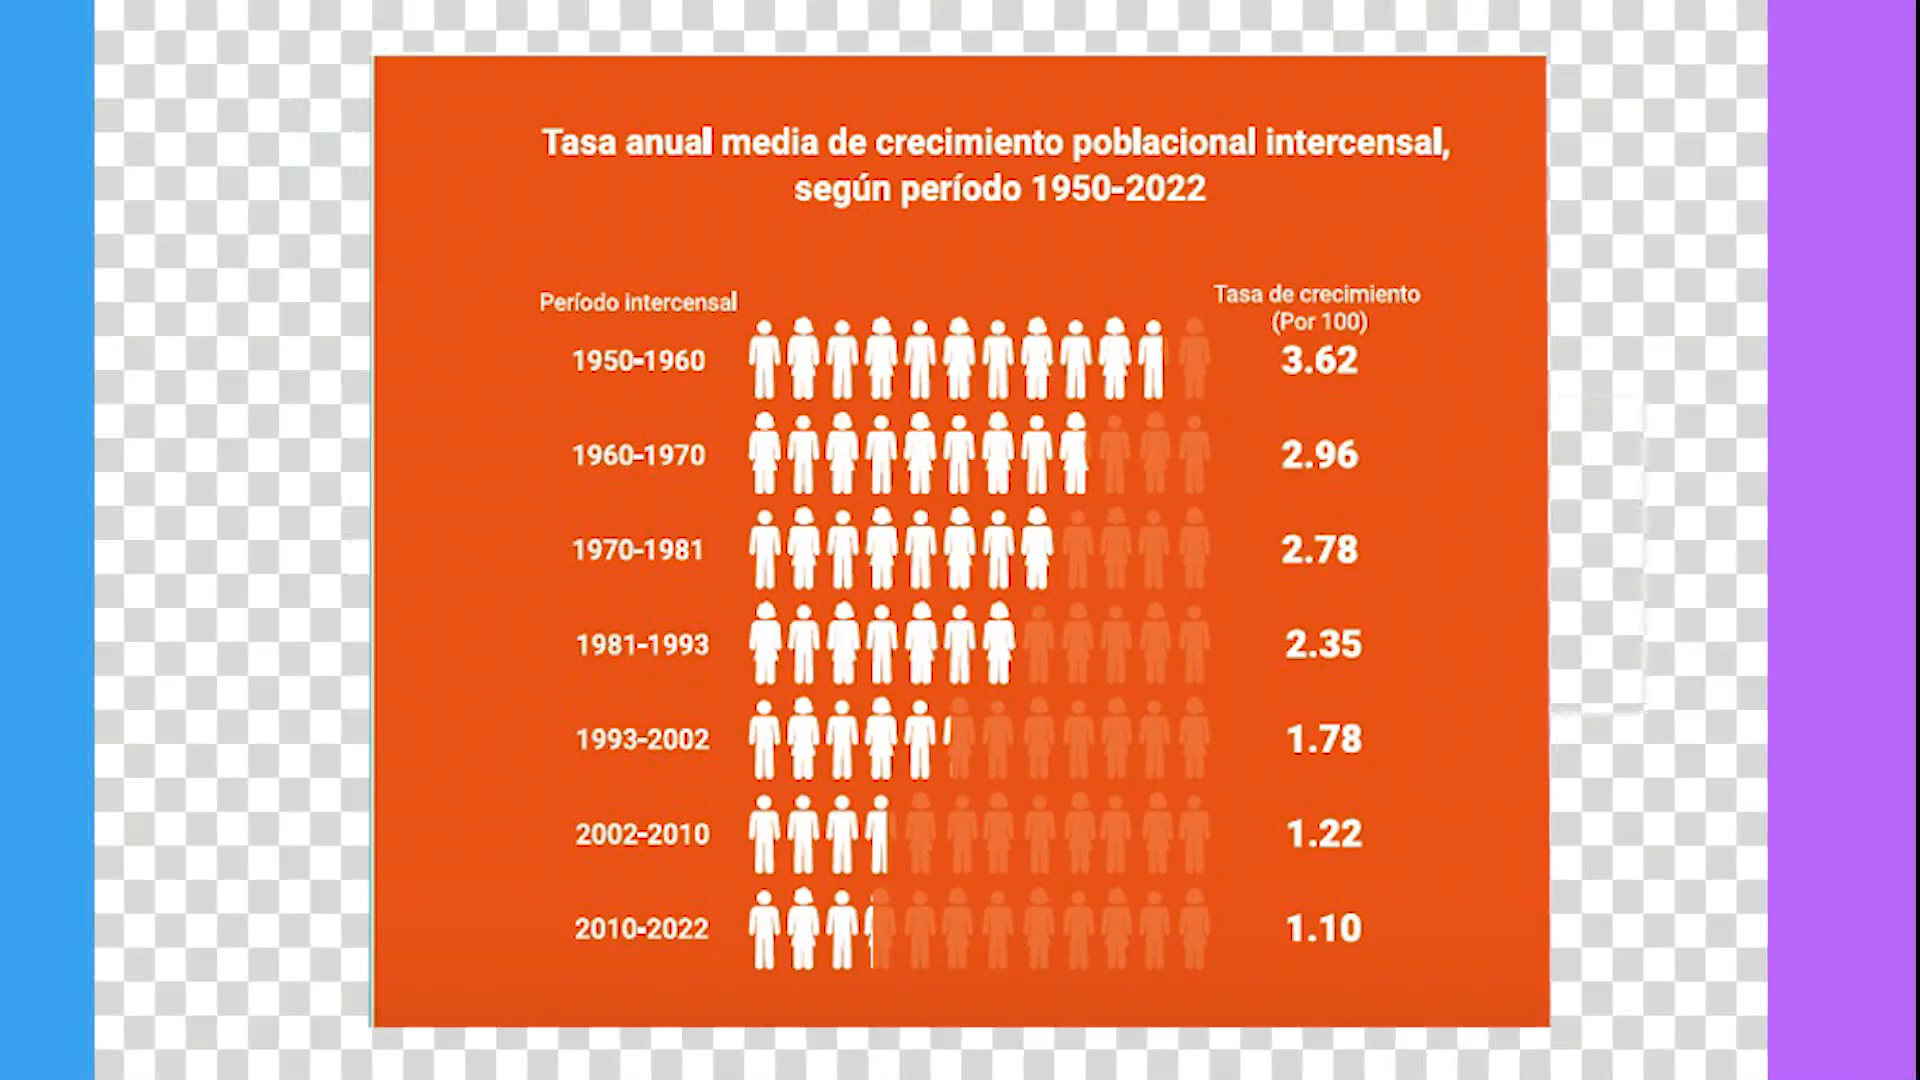 Tasa anual media de crecimiento poblacional intercensal,
según período 1950-2022
Período intercensal
Tasa de crecimiento
(Por 100)
1950-1960 3.62
1960-1970 2.96
1970-1981 2.78
1981-1993 2.35
1993-2002 1.78
2002-2010 1.22
2010-2022 1.10